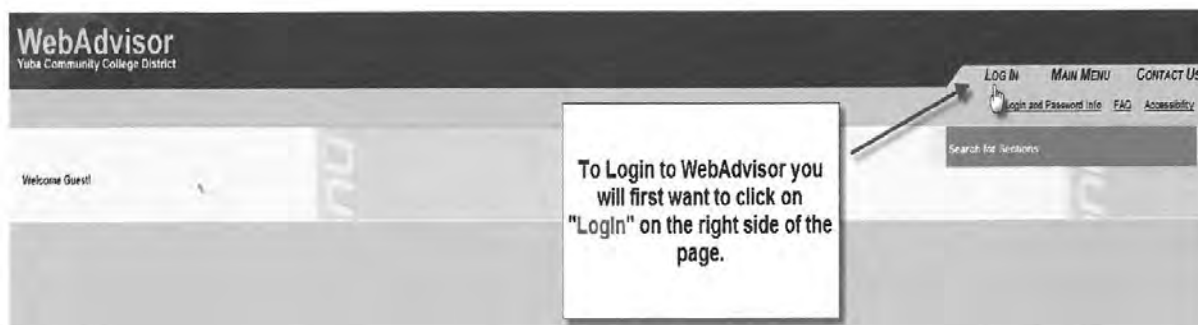 WebAdvisor
Yuba Community College District
LOG IN MAIN MENU CONTACT US
Login and Password Info FAQ Accessibility
Search for Sections
Welcome Guest!
To Login to WebAdvisor you
will first want to click on
"LogIn" on the right side of the
page.